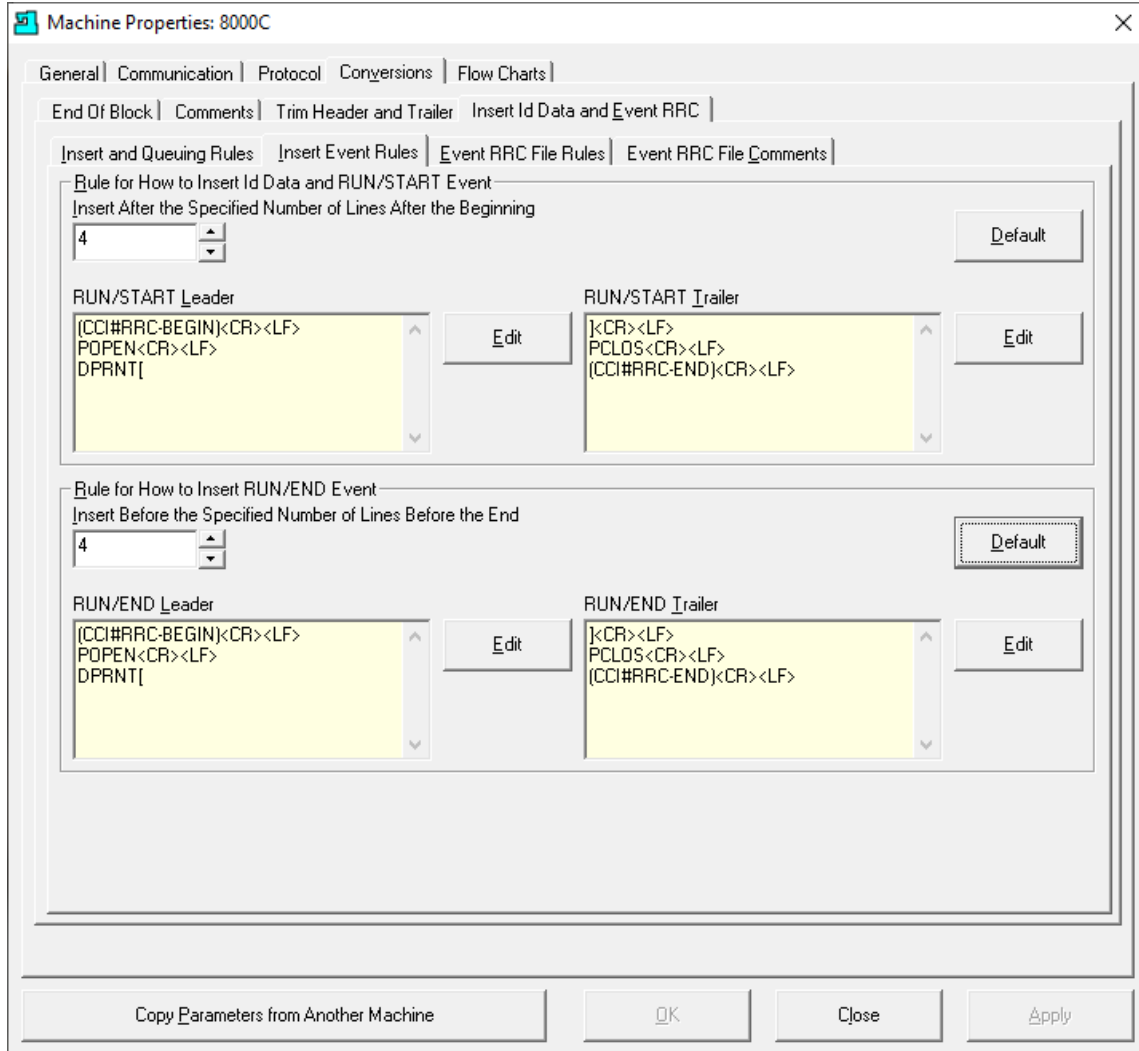 Machine Properties: 8000C
General Communication Protocol Conversions Flow Charts
End Of Block Comments Trim Header and Trailer Insert Id Data and Event RRC
Insert and Queuing Rules Insert Event Rules Event RRC File Rules Event RRC File Comments
Rule for How to Insert Id Data and RUN/START Event
Insert After the Specified Number of Lines After the Beginning
4
Default
RUN/START Leader
(CCI#RRC-BEGIN)<CR><LF>
POPEN<CR><LF>
DPRNT[
Edit
RUN/START Trailer
]<CR><LF>
PCLOS<CR><LF>
(CCI#RRC-END)<CR><LF>
Edit
Rule for How to Insert RUN/END Event
Insert Before the Specified Number of Lines Before the End
4
Default
RUN/END Leader
(CCI#RRC-BEGIN)<CR><LF>
POPEN<CR><LF>
DPRNT[
Edit
RUN/END Trailer
]<CR><LF>
PCLOS<CR><LF>
(CCI#RRC-END)<CR><LF>
Edit
Copy Parameters from Another Machine OK Close Apply